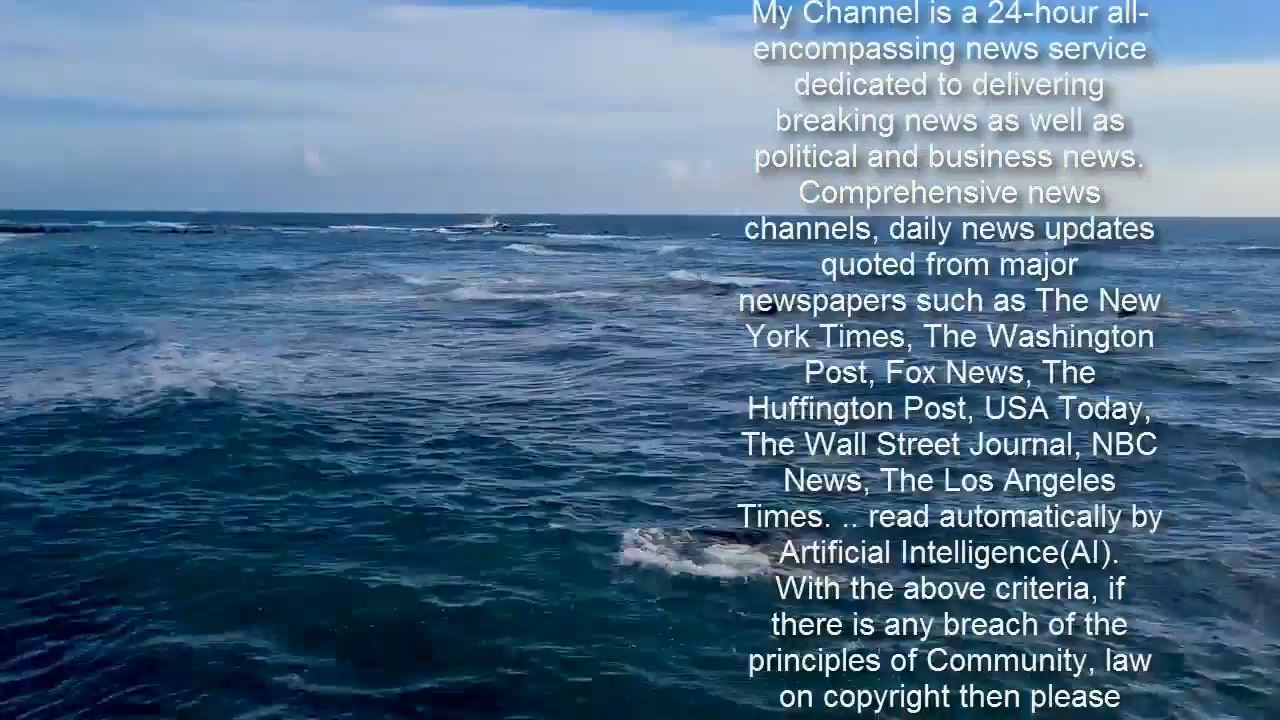 My Channel is a 24-hour all-
encompassing news service
dedicated to delivering
breaking news as well as
political and business news.
Comprehensive news
channels, daily news updates
quoted from major
newspapers such as The New
York Times, The Washington
Post, Fox News, The
Huffington Post, USA Today,
The Wall Street Journal, NBC
News, The Los Angeles
Times. .. read automatically by
Artificial Intelligence(AI).
With the above criteria, if
there is any breach of the
principles of Community, law
on copyright then please